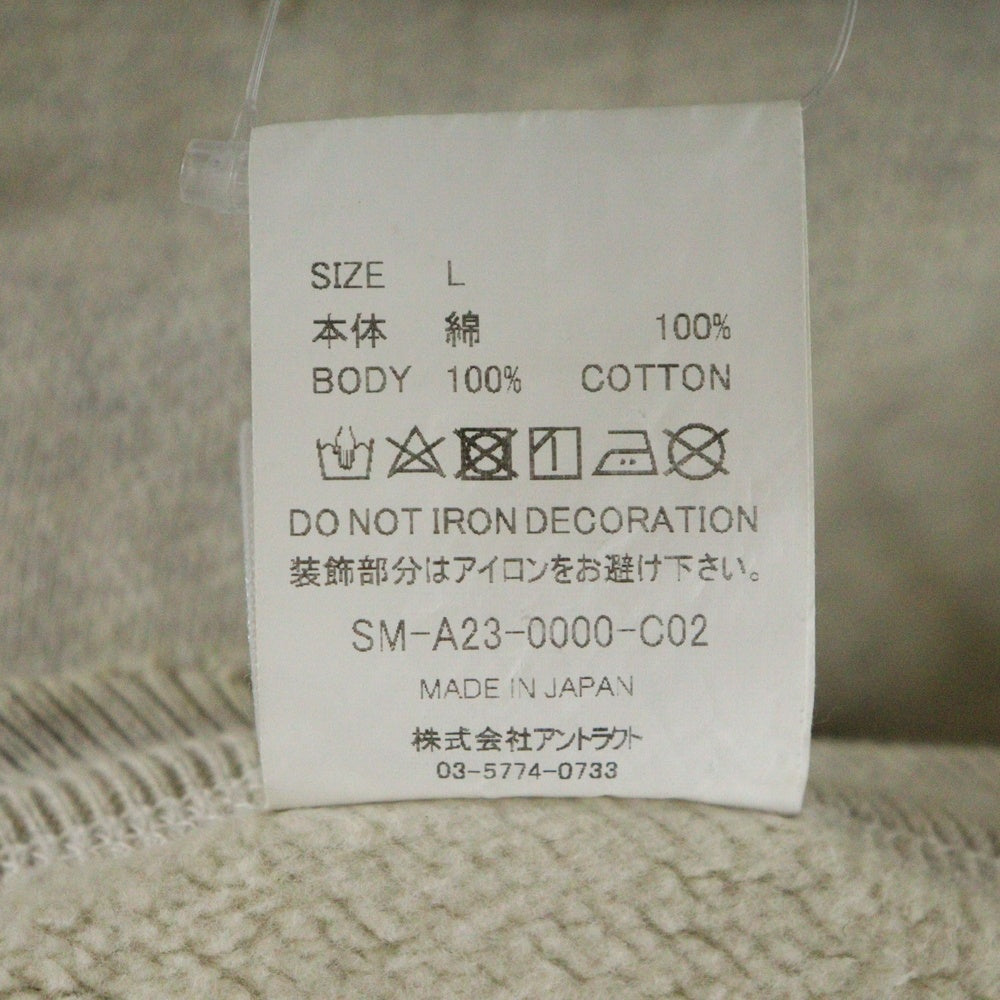 SIZE L
本体 綿 100%
BODY 100% COTTON
DO NOT IRON DECORATION
装飾部分はアイロンをお避け下さい。
SM-A23-0000-C02
MADE IN JAPAN
株式会社アントラクト
03-5774-0733